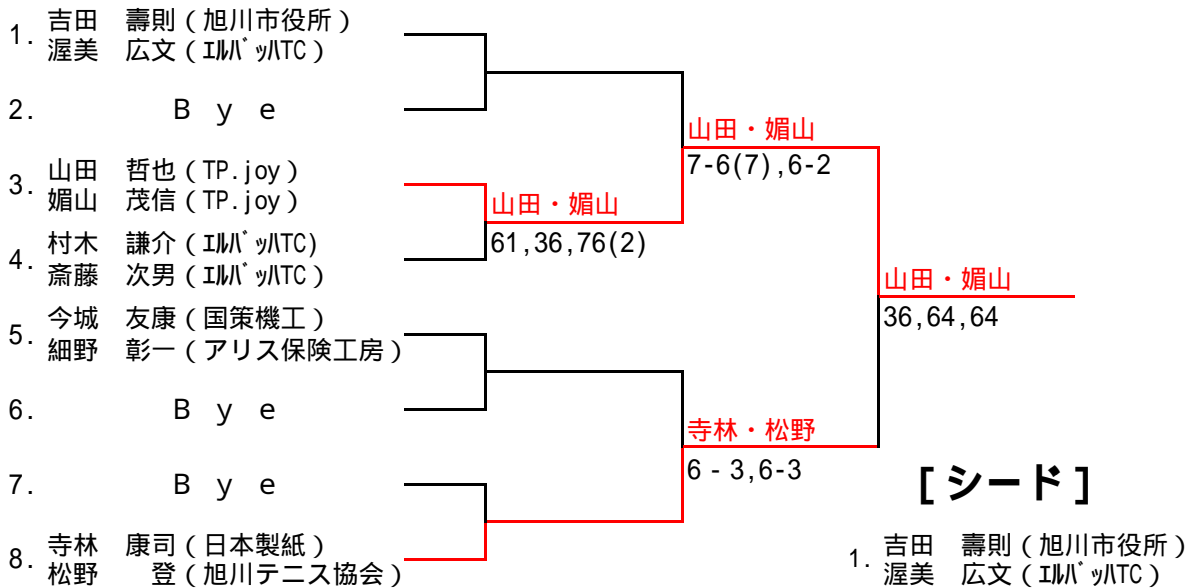 1. 吉田　壽則(旭川市役所)
渥美　広文(ｴﾙﾊﾞｯﾊTC)
2. Ｂｙｅ
3. 山田　哲也(TP.joy)
媚山　茂信(TP.joy)
4. 村木　謙介(ｴﾙﾊﾞｯﾊTC)
斎藤　次男(ｴﾙﾊﾞｯﾊTC)
5. 今城　友康(国策機工)
細野　彰一(アリス保険工房)
6. Ｂｙｅ
7. Ｂｙｅ
8. 寺林　康司(日本製紙)
松野　　登(旭川テニス協会)
山田・媚山
61,36,76(2)
山田・媚山
7-6(7),6-2
寺林・松野
6 - 3,6-3
山田・媚山
36,64,64
[シード]
1. 吉田　壽則(旭川市役所)
渥美　広文(ｴﾙﾊﾞｯﾊTC)